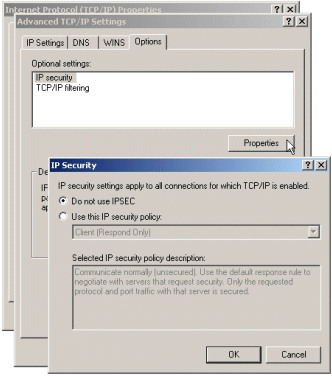 Internet Protocol (TCP/IP) Properties
Advanced TCP/IP Settings
IP Settings DNS WINS Options
Optional settings:
IP security
TCP/IP filtering
Properties
De
IP
IP Security
IP security settings apply to all connections for which TCP/IP is enabled.
Do not use IPSEC
Use this IP security policy:
Client (Respond Only)
Selected IP security policy description:
Communicate normally (unsecured). Use the default response rule to
negotiate with servers that request security. Only the requested
protocol and port traffic with that server is secured.
OK Cancel